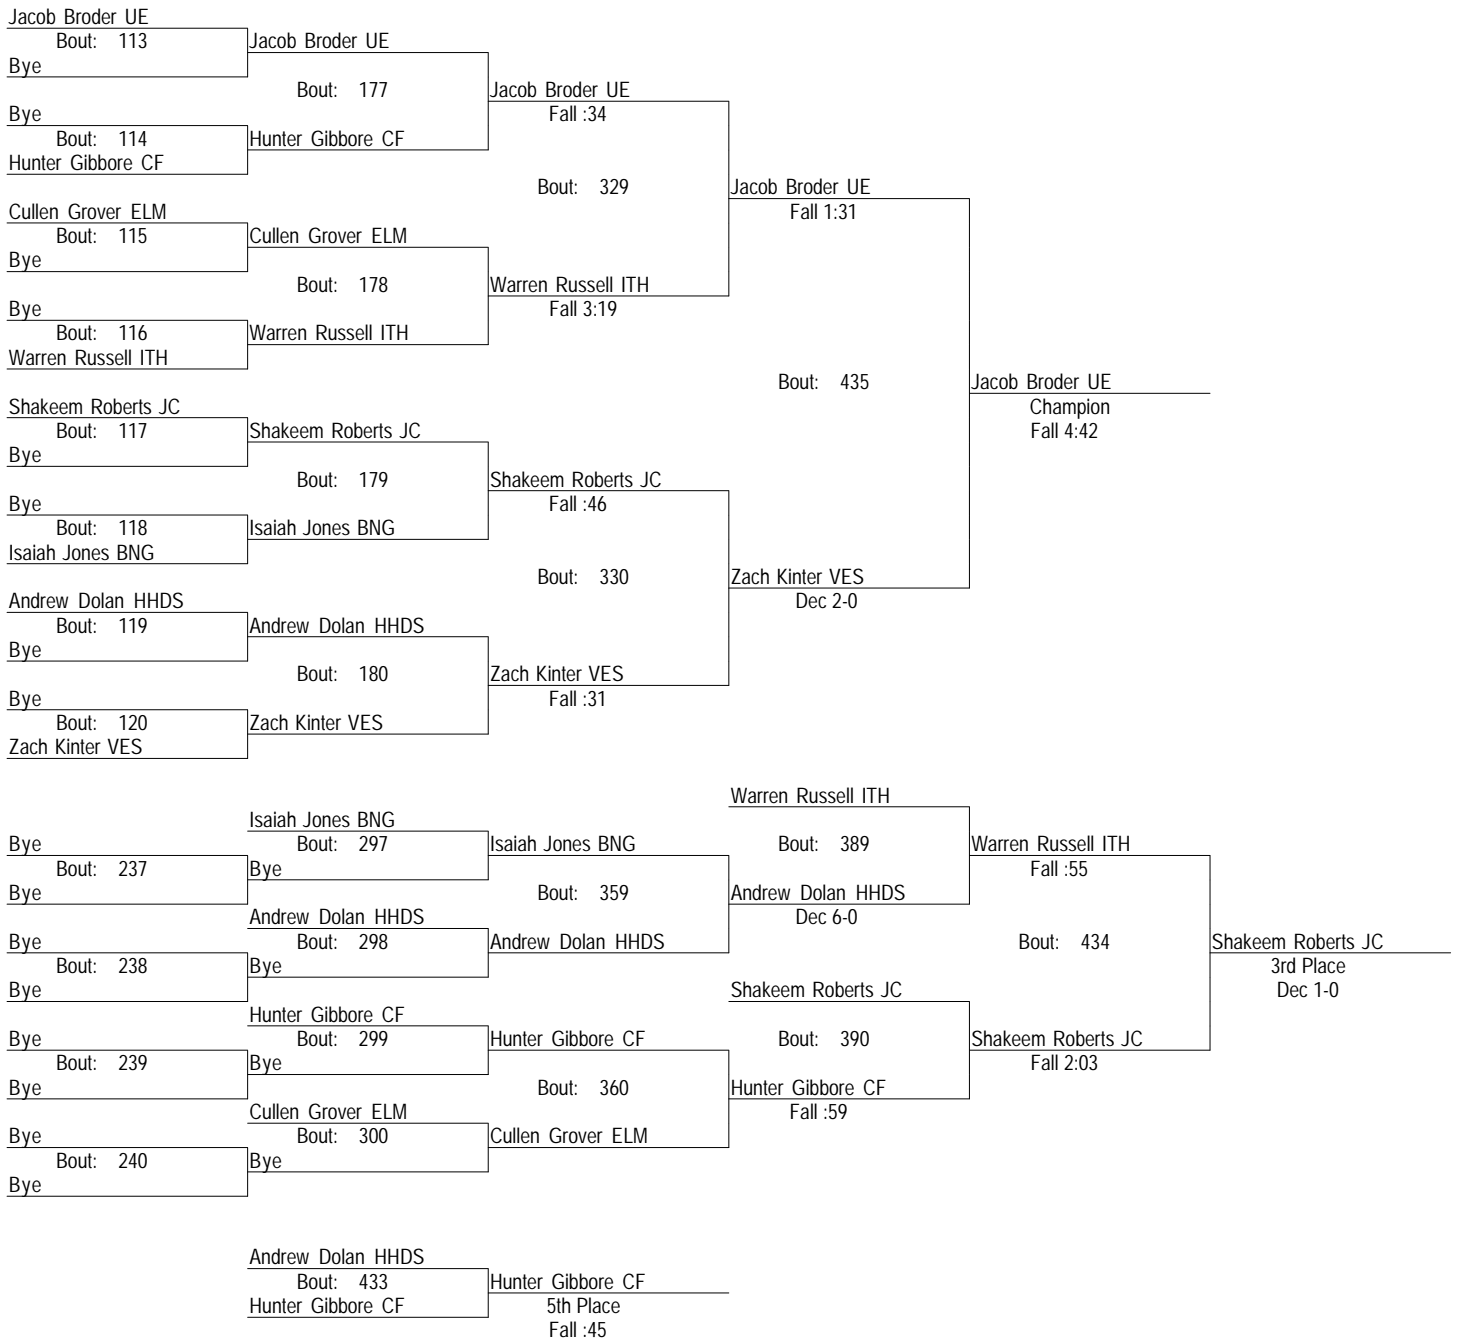 Jacob Broder UE
Bout: 113
Bye
Bye
Bout: 114
Hunter Gibbore CF
Cullen Grover ELM
Bout: 115
Bye
Bye
Bout: 116
Warren Russell ITH
Shakeem Roberts JC
Bout: 117
Bye
Bye
Bout: 118
Isaiah Jones BNG
Andrew Dolan HHDS
Bout: 119
Bye
Bye
Bout: 120
Zach Kinter VES
Jacob Broder UE
Bout: 177
Hunter Gibbore CF
Cullen Grover ELM
Bout: 178
Warren Russell ITH
Shakeem Roberts JC
Bout: 179
Isaiah Jones BNG
Andrew Dolan HHDS
Bout: 180
Zach Kinter VES
Jacob Broder UE
Fall :34
Bout: 329
Warren Russell ITH
Fall 3:19
Shakeem Roberts JC
Fall :46
Bout: 330
Zach Kinter VES
Fall :31
Jacob Broder UE
Fall 1:31
Bout: 435
Zach Kinter VES
Dec 2-0
Jacob Broder UE
Champion
Fall 4:42
Bye
Bout: 237
Bye
Bye
Bout: 238
Bye
Bye
Bout: 239
Bye
Bye
Bout: 240
Bye
Isaiah Jones BNG
Bout: 297
Bye
Andrew Dolan HHDS
Bout: 298
Bye
Hunter Gibbore CF
Bout: 299
Bye
Cullen Grover ELM
Bout: 300
Bye
Isaiah Jones BNG
Bout: 359
Andrew Dolan HHDS
Hunter Gibbore CF
Bout: 360
Cullen Grover ELM
Warren Russell ITH
Bout: 389
Andrew Dolan HHDS
Dec 6-0
Shakeem Roberts JC
Bout: 390
Hunter Gibbore CF
Fall :59
Warren Russell ITH
Fall :55
Bout: 434
Shakeem Roberts JC
Fall 2:03
Shakeem Roberts JC
3rd Place
Dec 1-0
Andrew Dolan HHDS
Bout: 433
Hunter Gibbore CF
Hunter Gibbore CF
5th Place
Fall :45